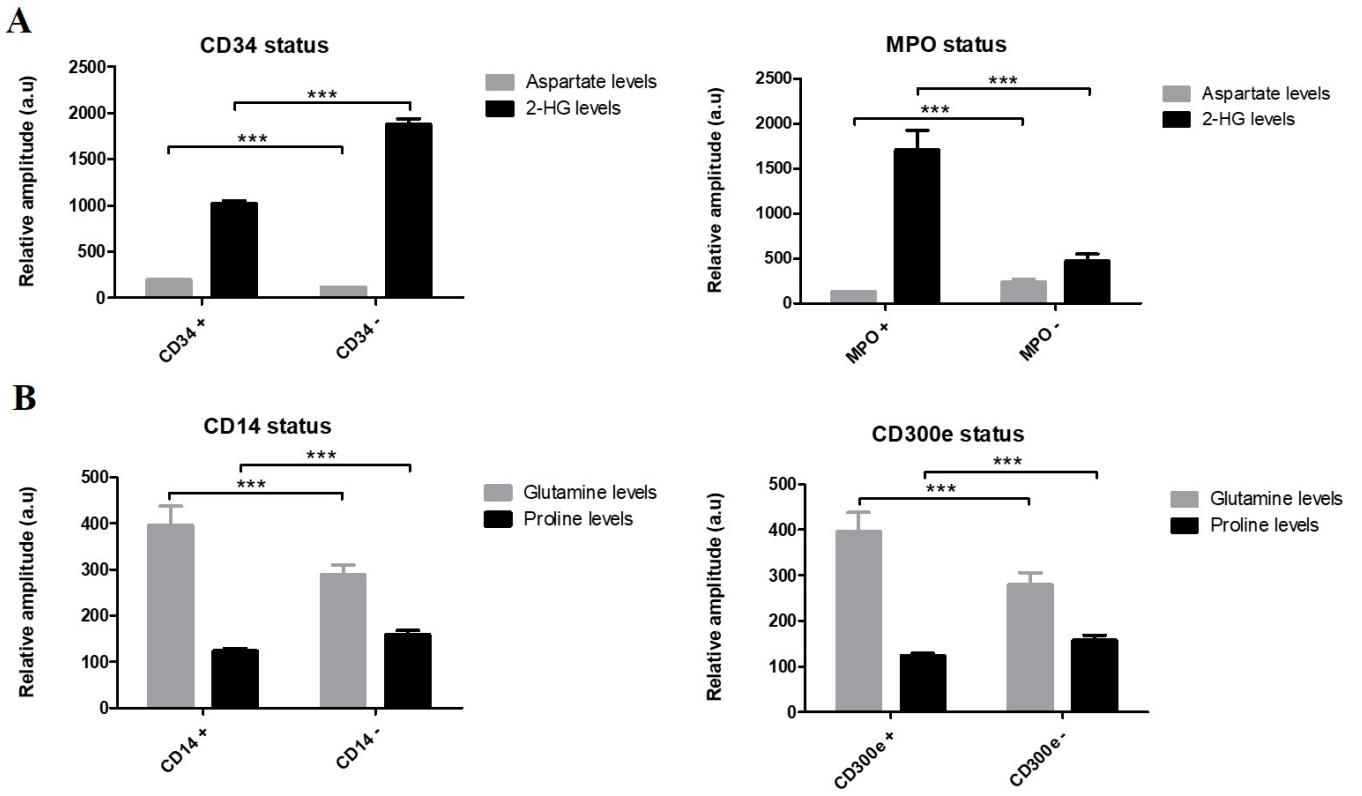 A
CD34 status
Relative amplitude (a.u)
2500
2000
1500
1000
500
0
***
***
CD34 +
CD34 -
Aspartate levels
2-HG levels
MPO status
Relative amplitude (a.u)
2500
2000
1500
1000
500
0
***
***
MPO +
MPO -
Aspartate levels
2-HG levels
B
CD14 status
Relative amplitude (a.u)
500
400
300
200
100
0
***
***
CD14 +
CD14 -
Glutamine levels
Proline levels
CD300e status
Relative amplitude (a.u)
500
400
300
200
100
0
***
***
CD300e +
CD300e -
Glutamine levels
Proline levels